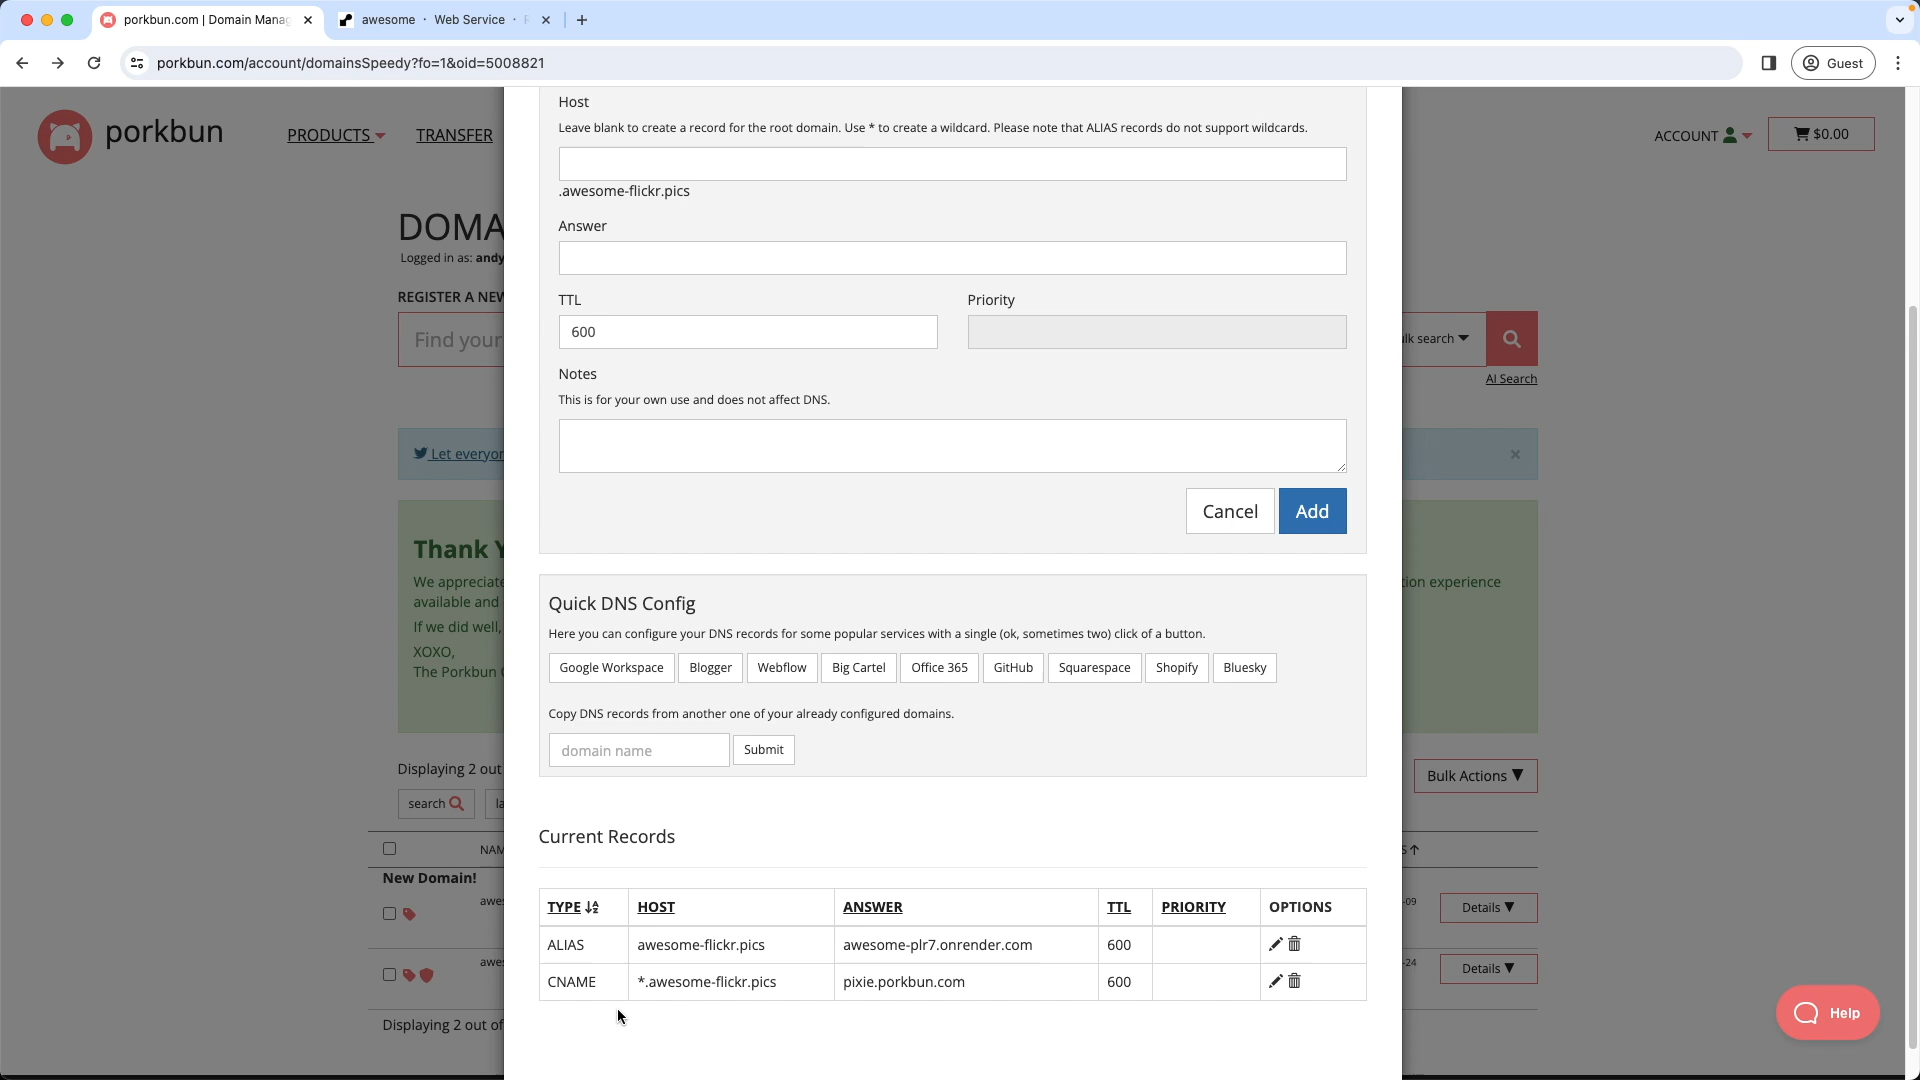 porkbun.com | Domain Manag
awesome · Web Service ·
porkbun.com/account/domainsSpeedy?fo=1&oid=5008821
Guest
porkbun
PRODUCTS
TRANSFER
ACCOUNT
$0.00
DOMA
Logged in as: andy
REGISTER A NEW
Find your
lk search
AI Search
Let everyon
Thank Y
We appreciate
tion experience
available and
If we did well,
XOXO,
The Porkbun
Displaying 2 out
Bulk Actions ▼
search
la
NAM
S
New Domain!
awes
-09
Details ▼
awes
-24
Details ▼
Displaying 2 out of
Host
Leave blank to create a record for the root domain. Use * to create a wildcard. Please note that ALIAS records do not support wildcards.
.awesome-flickr.pics
Answer
TTL
Priority
600
Notes
This is for your own use and does not affect DNS.
Cancel
Add
Quick DNS Config
Here you can configure your DNS records for some popular services with a single (ok, sometimes two) click of a button.
Google Workspace Blogger Webflow Big Cartel Office 365 GitHub Squarespace Shopify Bluesky
Copy DNS records from another one of your already configured domains.
domain name Submit
Current Records
TYPE HOST ANSWER TTL PRIORITY OPTIONS
ALIAS awesome-flickr.pics awesome-plr7.onrender.com 600
CNAME *.awesome-flickr.pics pixie.porkbun.com 600
Help